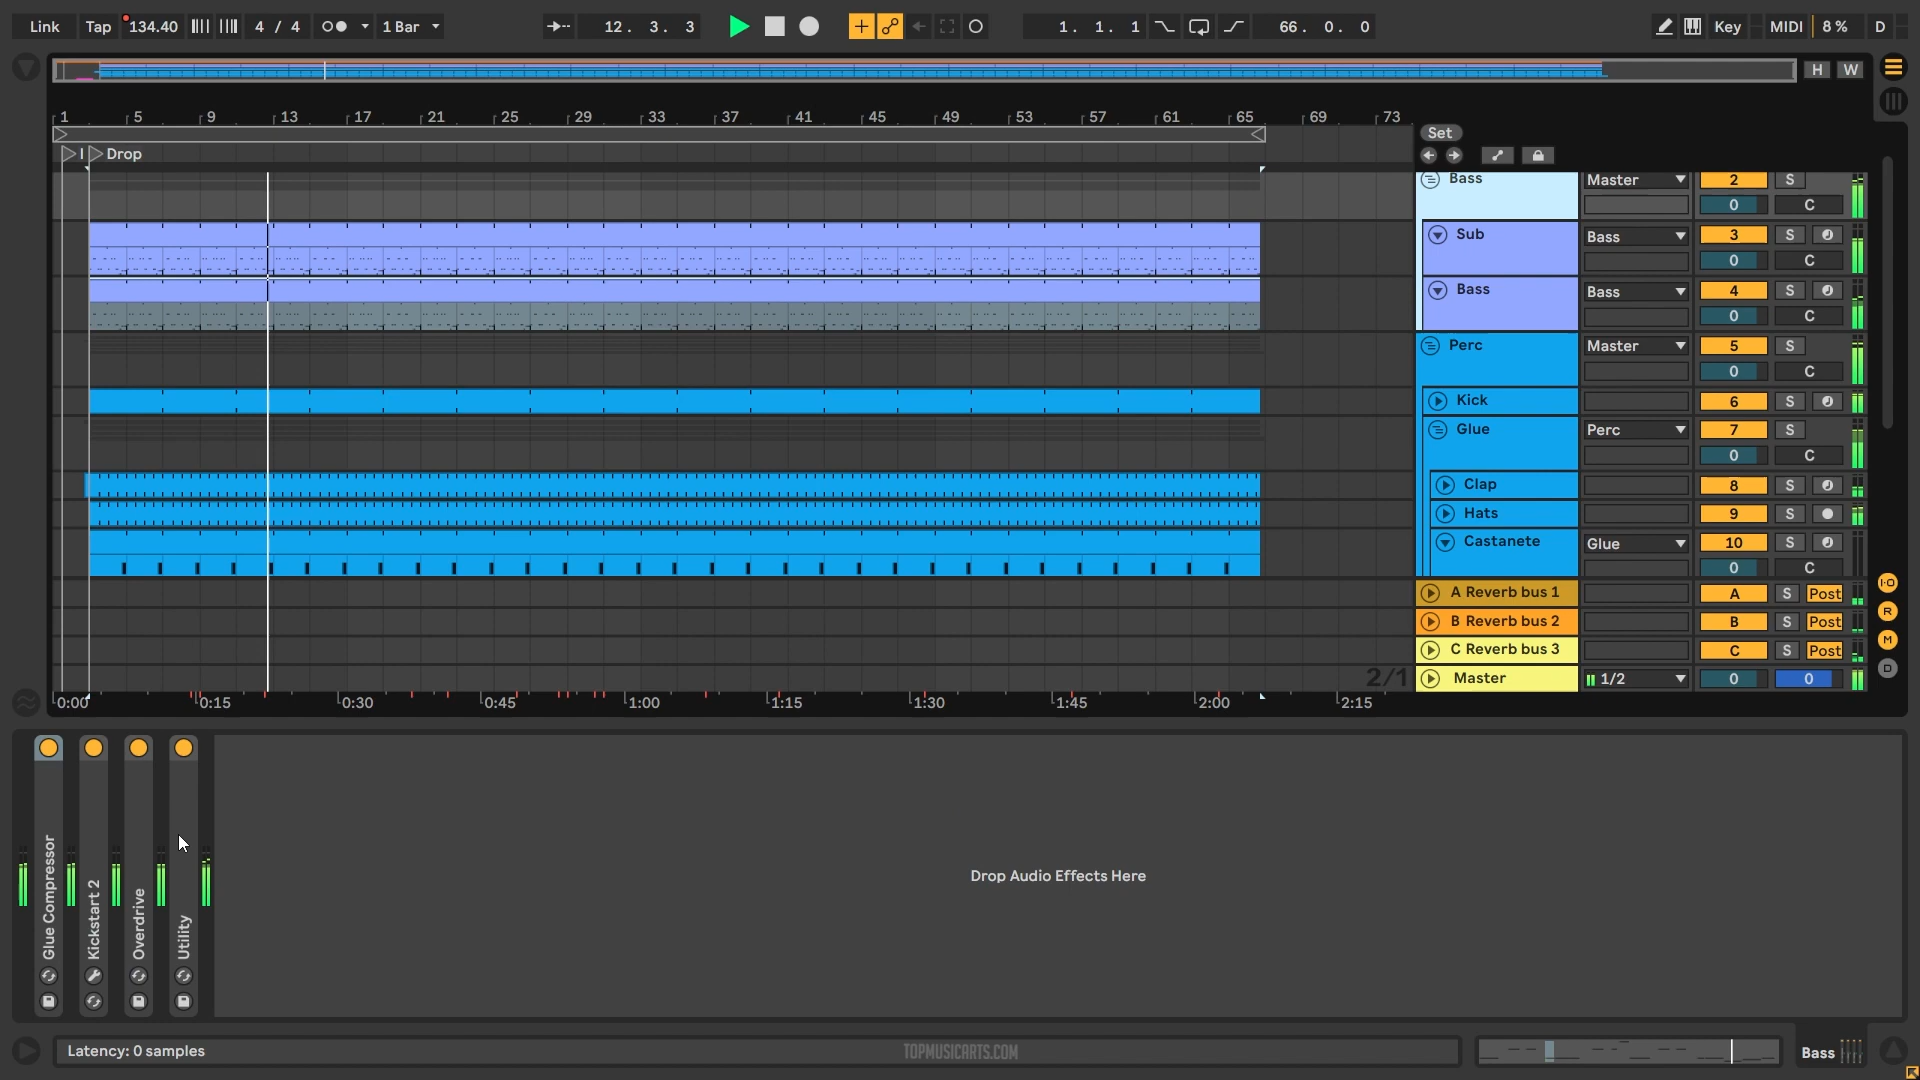 Link Tap 134.40 4 / 4 1 Bar 12. 3. 3 1. 1. 1 66. 0. 0 Key MIDI 8 % D
H W
1 5 9 13 17 21 25 29 33 37 41 45 49 53 57 61 65 69 73
Set
I Drop
Bass Master 2 S
0 C
Sub Bass 3 S
0 C
Bass Bass 4 S
0 C
Perc Master 5 S
0 C
Kick 6 S
Glue Perc 7 S
0 C
Clap 8 S
Hats 9 S
Castanete Glue 10 S
0 C
A Reverb bus 1 A S Post
B Reverb bus 2 B S Post
C Reverb bus 3 C S Post
2/1 Master 1/2 0 0
I·O
R
M
D
0:00 0:15 0:30 0:45 1:00 1:15 1:30 1:45 2:00 2:15
Glue Compressor
Kickstart 2
Overdrive
Utility
Drop Audio Effects Here
Latency: 0 samples
TOPMUSICARTS.COM
Bass